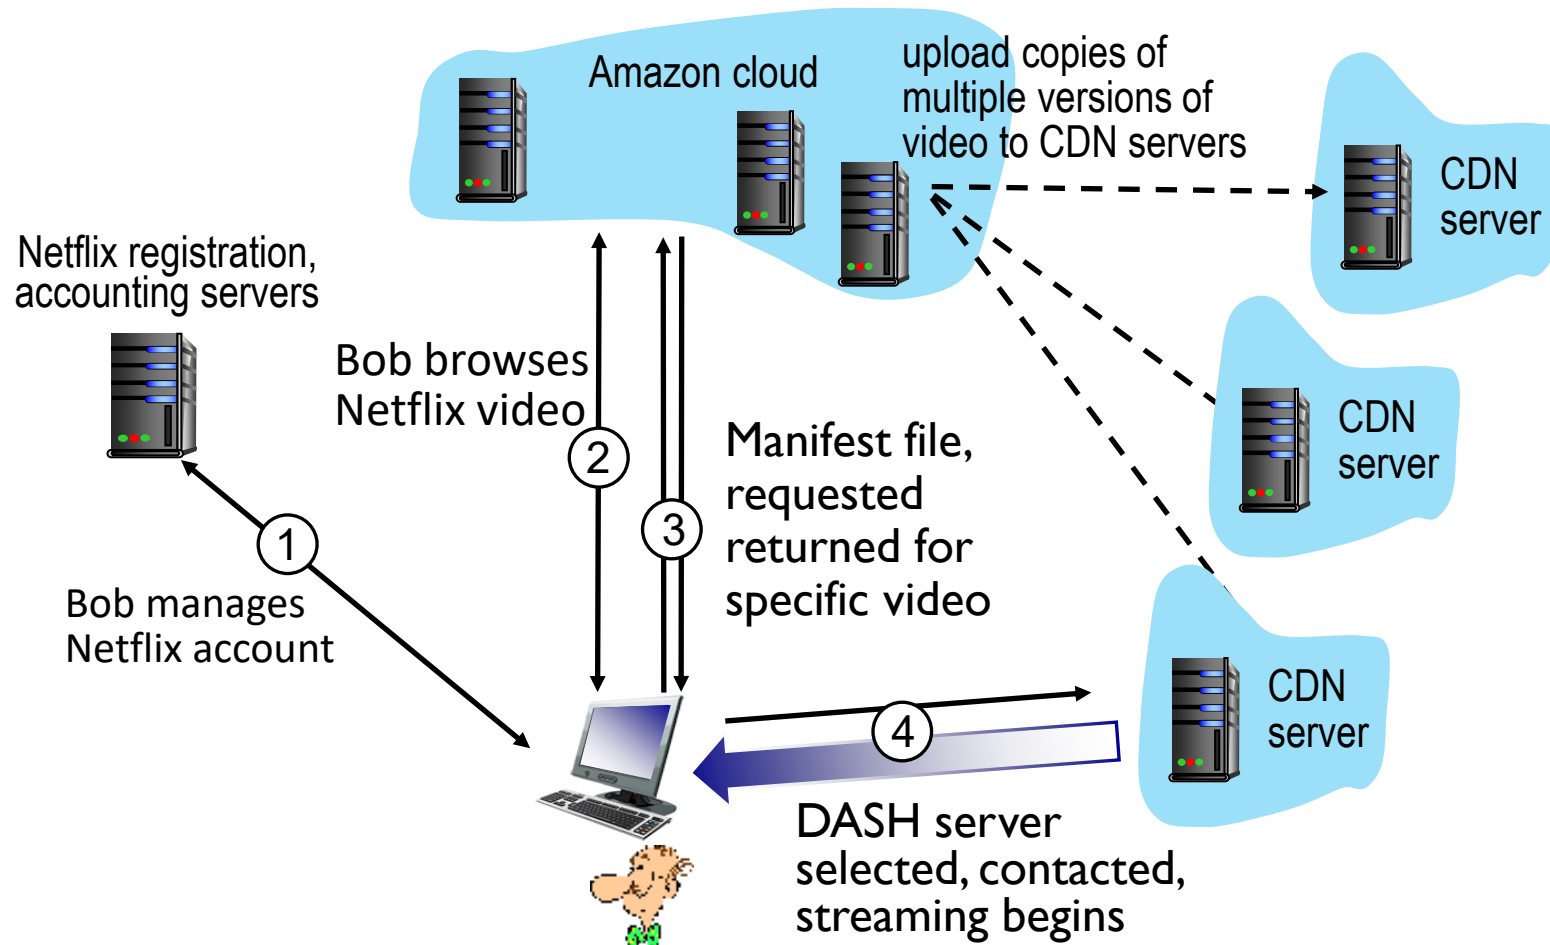 Amazon cloud
upload copies of
multiple versions of
video to CDN servers
CDN
server
Netflix registration,
accounting servers
Bob browses
Netflix video
2
Manifest file,
requested
returned for
specific video
3
CDN
server
1
Bob manages
Netflix account
CDN
server
4
DASH server
selected, contacted,
streaming begins